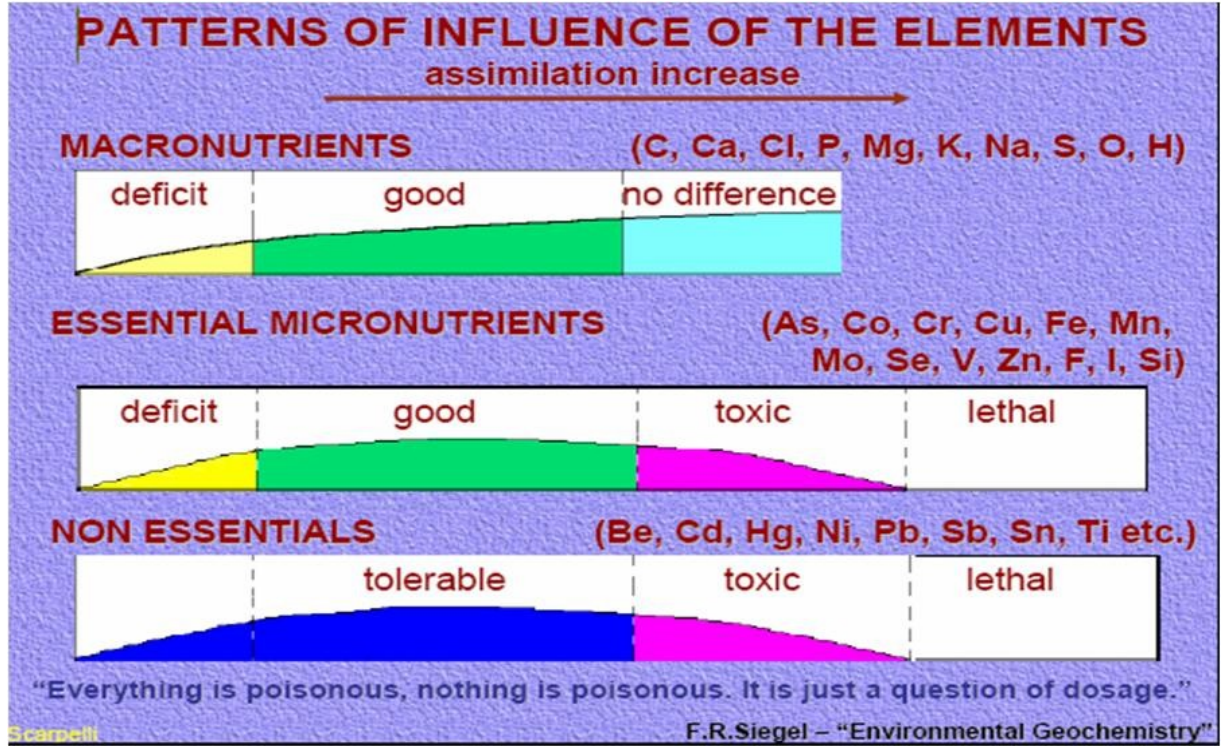 PATTERNS OF INFLUENCE OF THE ELEMENTS
assimilation increase
MACRONUTRIENTS (C, Ca, Cl, P, Mg, K, Na, S, O, H)
deficit good no difference
ESSENTIAL MICRONUTRIENTS (As, Co, Cr, Cu, Fe, Mn,
Mo, Se, V, Zn, F, I, Si)
deficit good toxic lethal
NON ESSENTIALS (Be, Cd, Hg, Ni, Pb, Sb, Sn, Ti etc.)
tolerable toxic lethal
“Everything is poisonous, nothing is poisonous. It is just a question of dosage.”
Scarpelli F.R.Siegel – “Environmental Geochemistry”